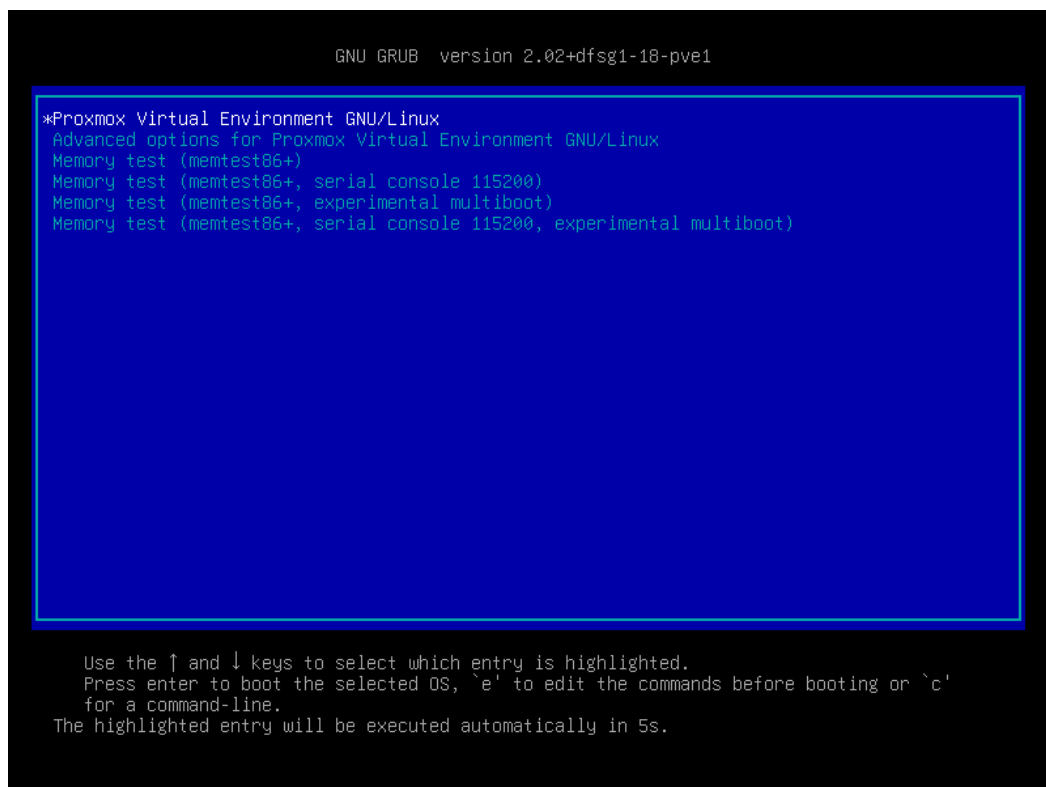 GNU GRUB version 2.02+dfsg1-18-pve1
*Proxmox Virtual Environment GNU/Linux
Advanced options for Proxmox Virtual Environment GNU/Linux
Memory test (memtest86+)
Memory test (memtest86+, serial console 115200)
Memory test (memtest86+, experimental multiboot)
Memory test (memtest86+, serial console 115200, experimental multiboot)
Use the ↑ and ↓ keys to select which entry is highlighted.
Press enter to boot the selected OS, `e' to edit the commands before booting or `c'
for a command-line.
The highlighted entry will be executed automatically in 5s.